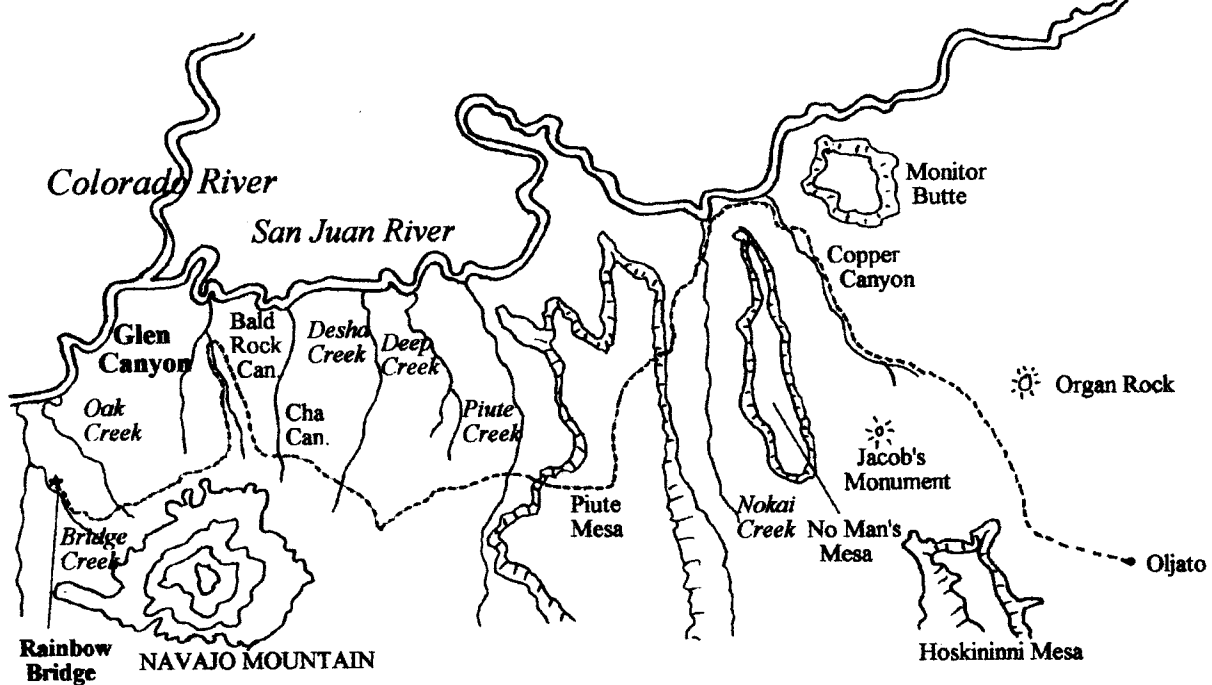 Colorado River
San Juan River
Monitor
Butte
Copper
Canyon
Glen
Canyon
Bald
Rock
Can.
Desha
Creek
Deep
Creek
Oak
Creek
Cha
Can.
Piute
Creek
Organ Rock
Jacob's
Monument
Piute
Mesa
Nokai
Creek
No Man's
Mesa
Bridge
Creek
Oljato
Rainbow
Bridge
NAVAJO MOUNTAIN
Hoskininni Mesa